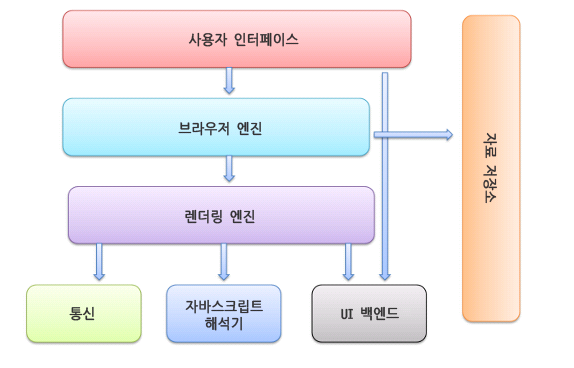 사용자 인터페이스
브라우저 엔진
렌더링 엔진
통신
자바스크립트
해석기
UI 백엔드
자료 저장소